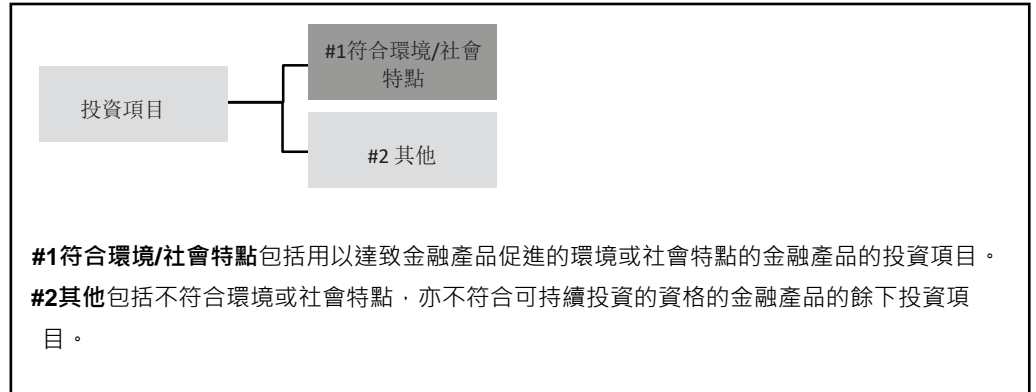 #1符合環境/社會
特點
投資項目
#2 其他
#1符合環境/社會特點包括用以達致金融產品促進的環境或社會特點的金融產品的投資項目。
#2其他包括不符合環境或社會特點，亦不符合可持續投資的資格的金融產品的餘下投資項
目。